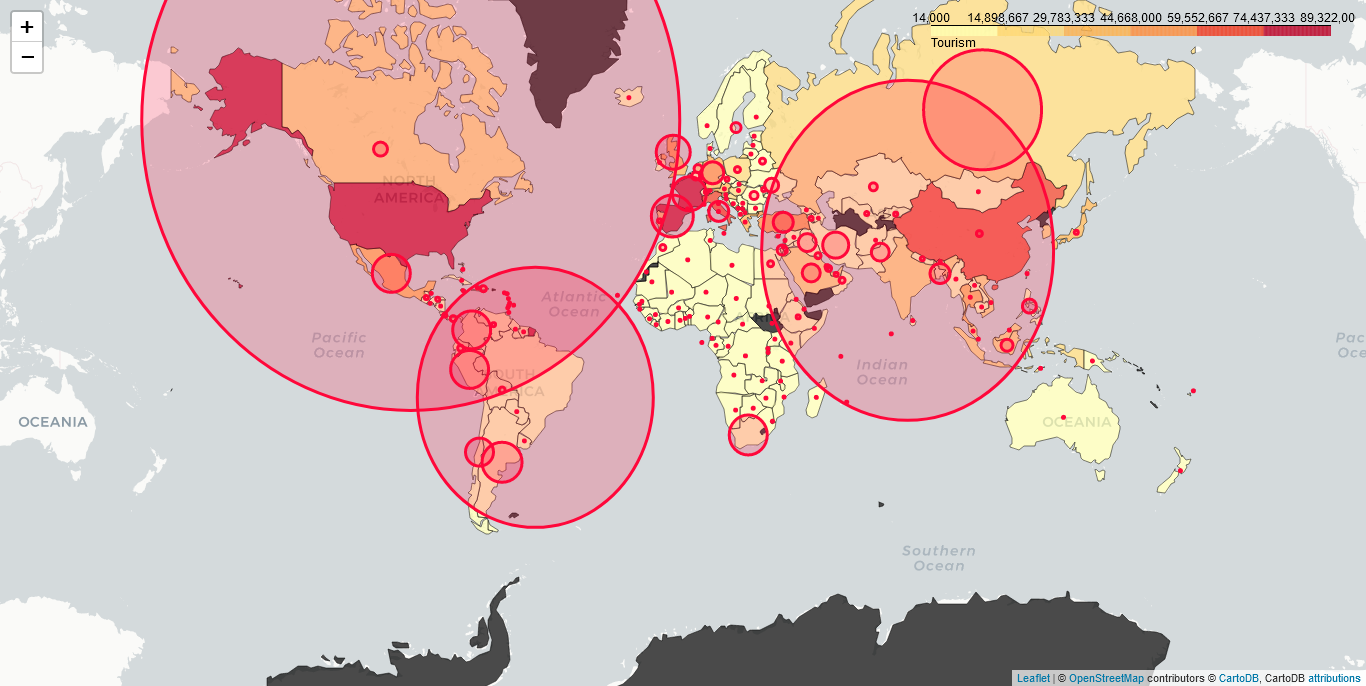 +
−
14,000 14,898,667 29,783,333 44,668,000 59,552,667 74,437,333 89,322,00
Tourism
NORTH
AMERICA
Atlantic
Ocean
Pacific
Ocean
SOUTH
AMERICA
Indian
Ocean
OCEANIA
OCEANIA
Pac
Oce
Southern
Ocean
Leaflet | © OpenStreetMap contributors © CartoDB, CartoDB attributions